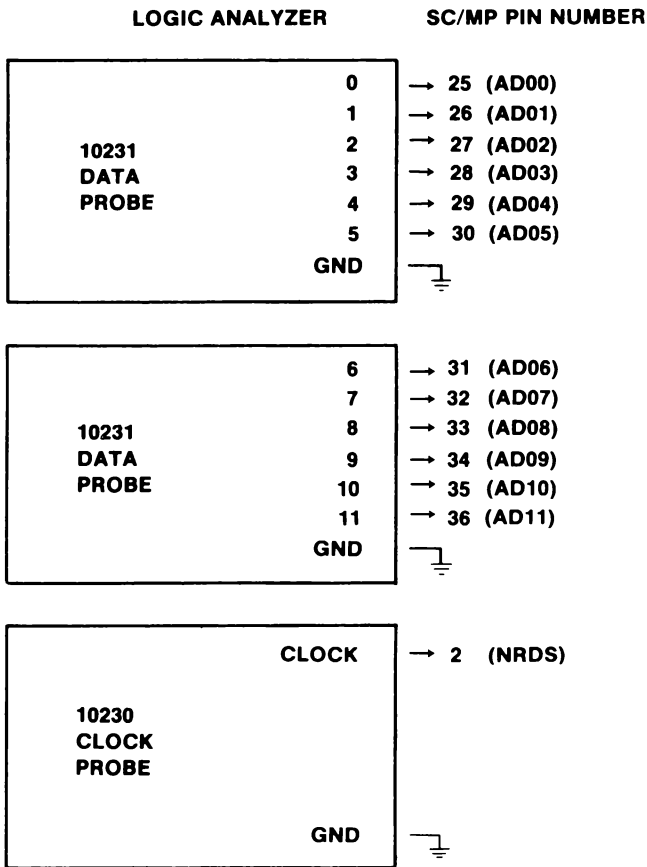 LOGIC ANALYZER SC/MP PIN NUMBER
0 → 25 (AD00)
1 → 26 (AD01)
10231 2 → 27 (AD02)
DATA 3 → 28 (AD03)
PROBE 4 → 29 (AD04)
5 → 30 (AD05)
GND
6 → 31 (AD06)
7 → 32 (AD07)
10231 8 → 33 (AD08)
DATA 9 → 34 (AD09)
PROBE 10 → 35 (AD10)
11 → 36 (AD11)
GND
CLOCK → 2 (NRDS)
10230
CLOCK
PROBE
GND